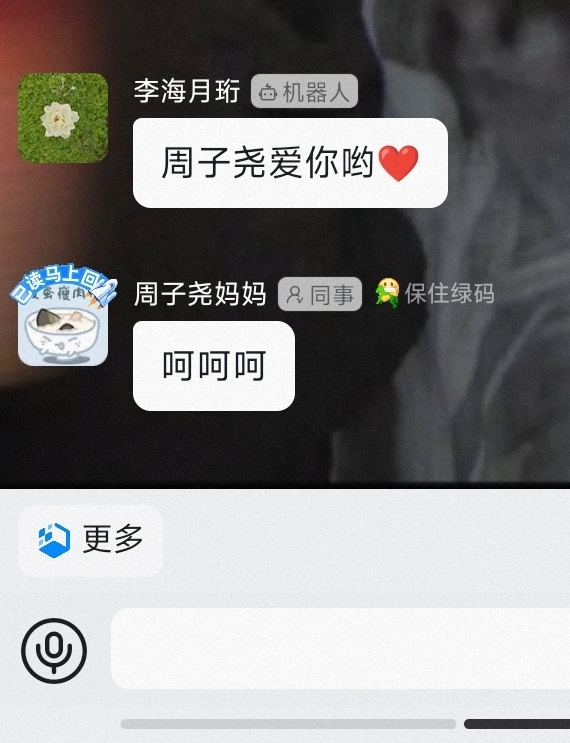 李海月珩 机器人
周子尧爱你哟❤️
已读马上回
蛋瘦肉
周子尧妈妈 同事 保住绿码
呵呵呵
更多